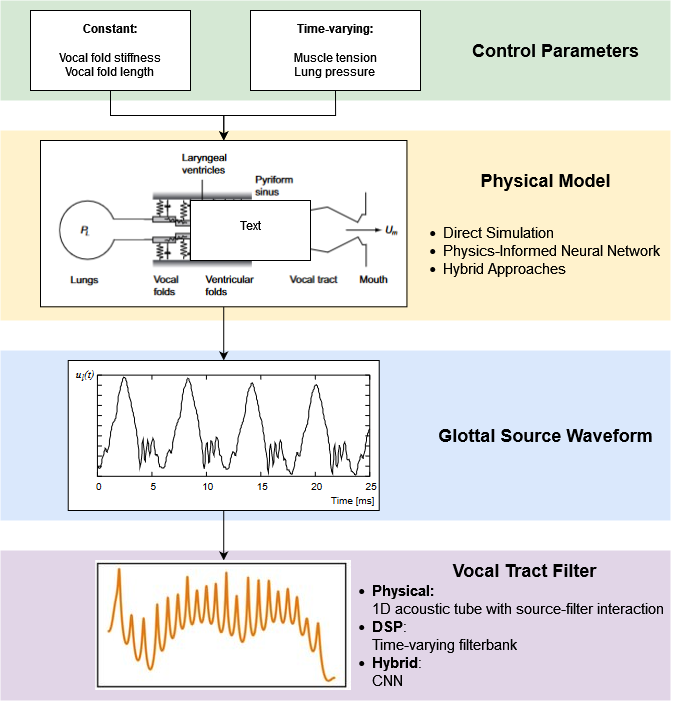 Constant:
Vocal fold stiffness
Vocal fold length
Time-varying:
Muscle tension
Lung pressure
Control Parameters
Physical Model
Laryngeal
ventricles
Pyriform
sinus
Text
PL
Um
Lungs
Vocal
folds
Ventricular
folds
Vocal tract
Mouth
• Direct Simulation
• Physics-Informed Neural Network
• Hybrid Approaches
Glottal Source Waveform
0 5 10 15 20 25
Time [ms]
Vocal Tract Filter
• Physical:
1D acoustic tube with source-filter interaction
• DSP:
Time-varying filterbank
• Hybrid:
CNN